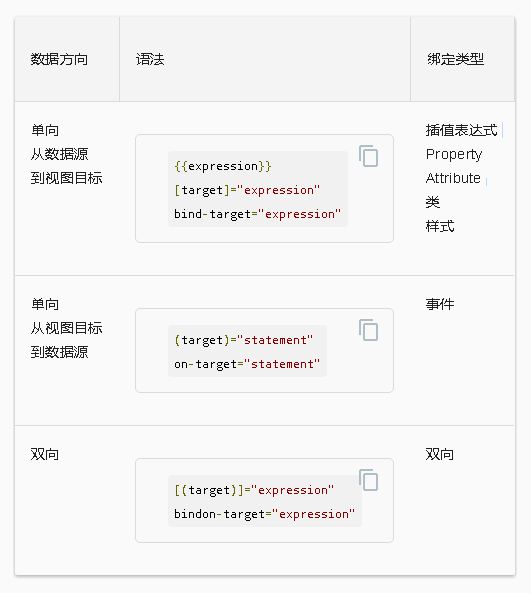 数据方向 语法 绑定类型
单向
从数据源
到视图目标
{{expression}}
[target]="expression"
bind-target="expression"
插值表达式
Property
Attribute
类
样式
单向
从视图目标
到数据源
(target)="statement"
on-target="statement"
事件
双向
[(target)]="expression"
bindon-target="expression"
双向